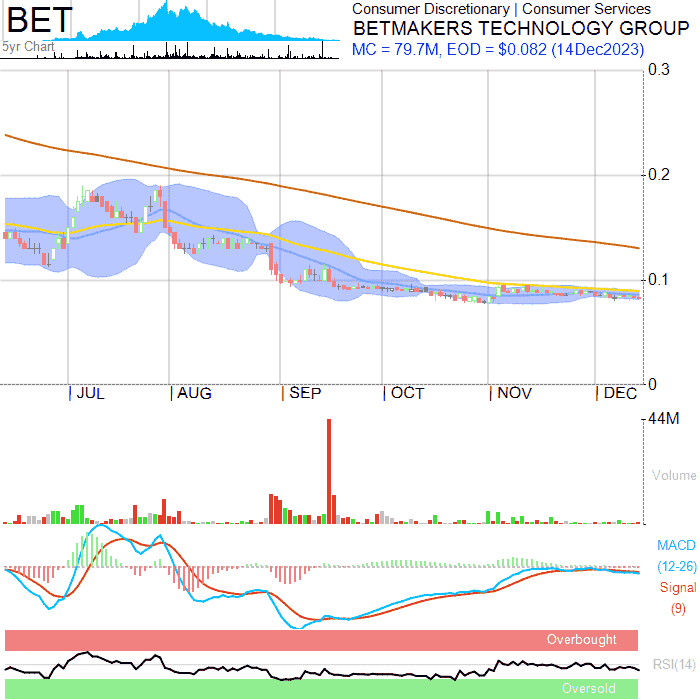 BET
5yr Chart
Consumer Discretionary | Consumer Services
BETMAKERS TECHNOLOGY GROUP
MC = 79.7M, EOD = $0.082 (14Dec2023)
0.3
0.2
0.1
0
JUL
AUG
SEP
OCT
NOV
DEC
44M
Volume
MACD
(12-26)
Signal
(9)
Overbought
RSI(14)
Oversold